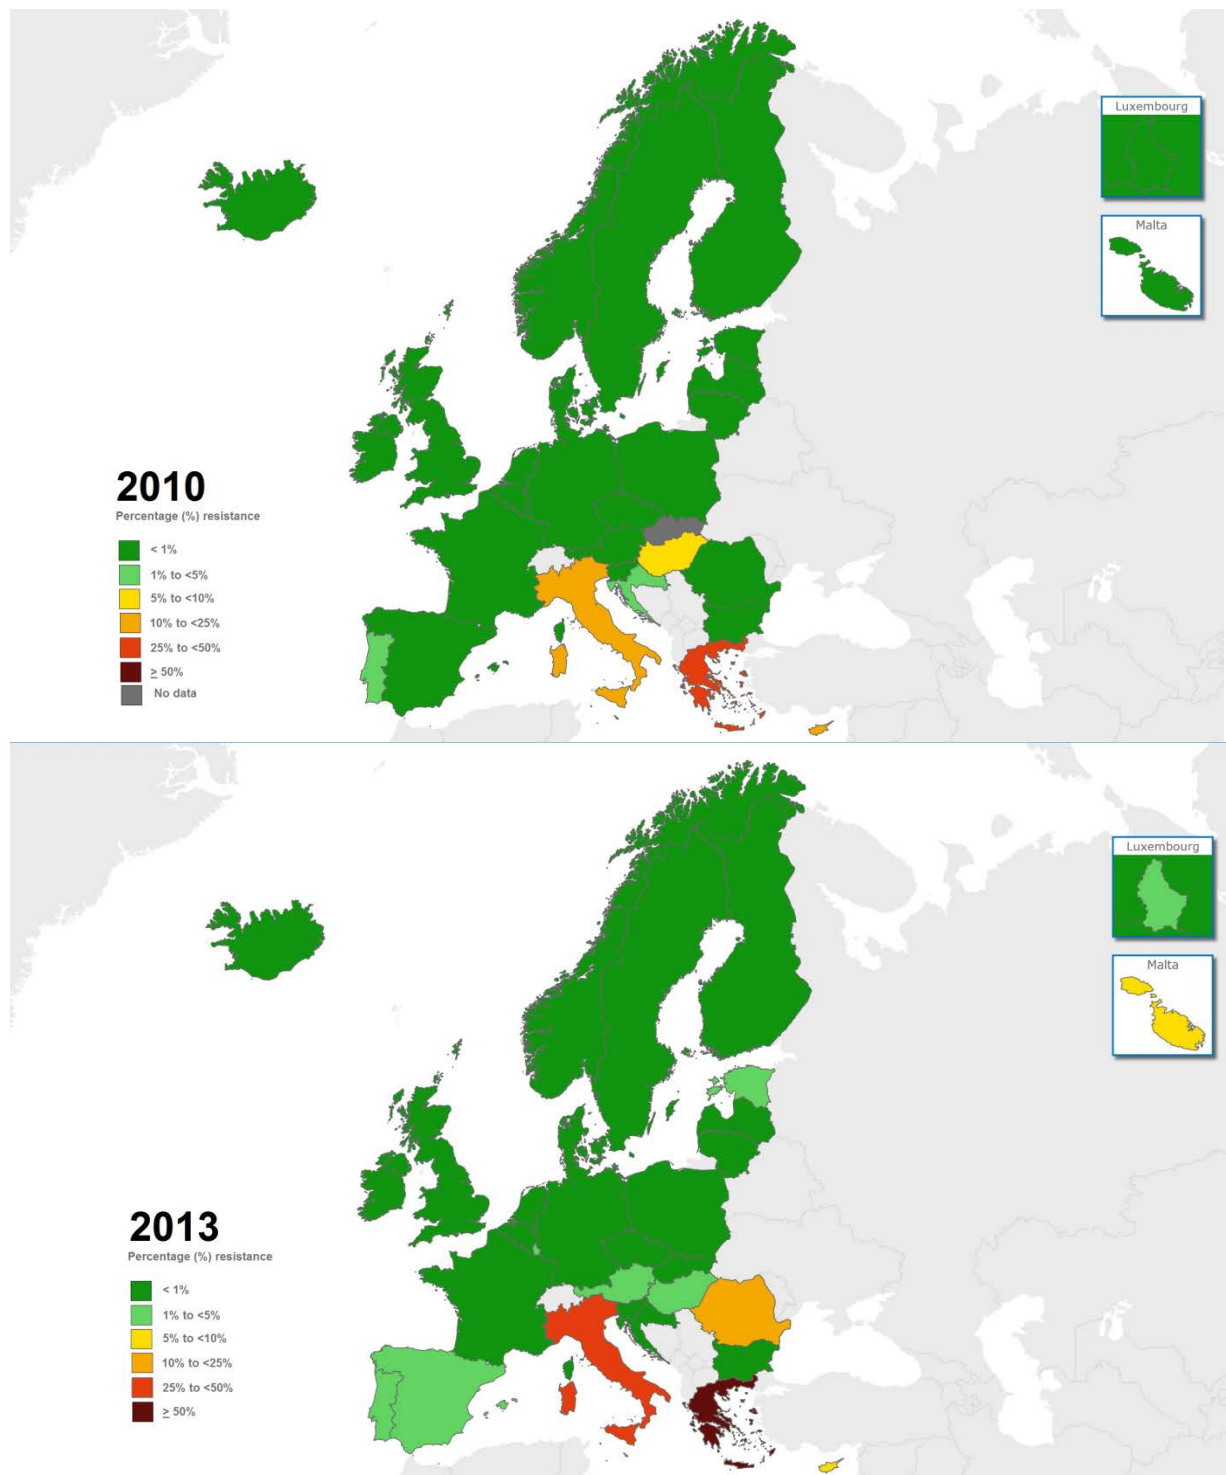 Luxembourg
Malta
2010
Percentage (%) resistance
< 1%
1% to <5%
5% to <10%
10% to <25%
25% to <50%
≥ 50%
No data
Luxembourg
Malta
2013
Percentage (%) resistance
< 1%
1% to <5%
5% to <10%
10% to <25%
25% to <50%
≥ 50%